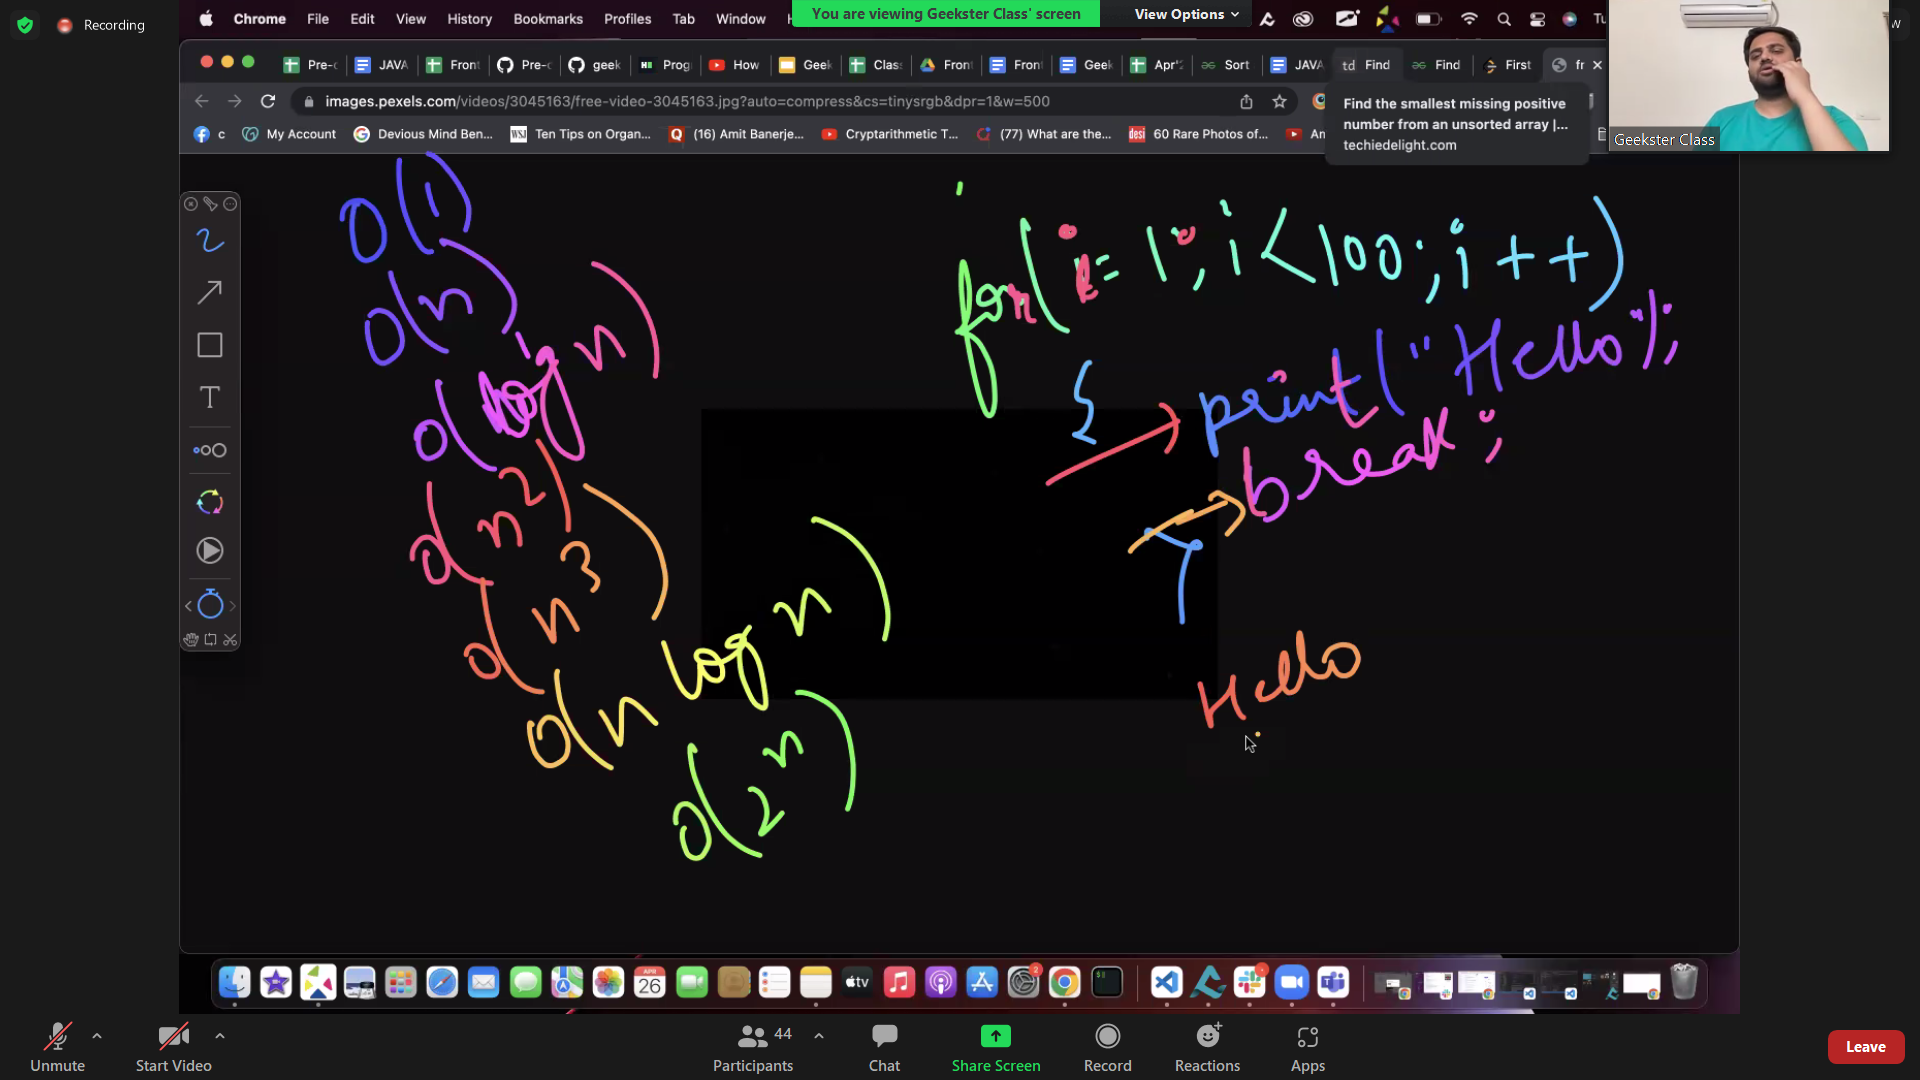 Recording
Chrome File Edit View History Bookmarks Profiles Tab Window
You are viewing Geekster Class' screen
View Options
Tu
w
Pre-c JAVA Front Pre-c geek Prog How Geek Class Front Front Geek Apr'2 Sort JAVA Find Find First fr
images.pexels.com/videos/3045163/free-video-3045163.jpg?auto=compress&cs=tinysrgb&dpr=1&w=500
c My Account Devious Mind Ben... Ten Tips on Organ... (16) Amit Banerje... Cryptarithmetic T... (77) What are the... 60 Rare Photos of... An
Find the smallest missing positive
number from an unsorted array |...
techiedelight.com
Geekster Class
O(1)
O(n)
O(log n)
O(n²)
O(n³)
O(n log n)
O(2ⁿ)
for(i=1; i<100; i++)
{
print("Hello");
break;
}
Hello
T
APR
26
tv
2
Unmute
Start Video
44
Participants
Chat
Share Screen
Record
Reactions
Apps
Leave